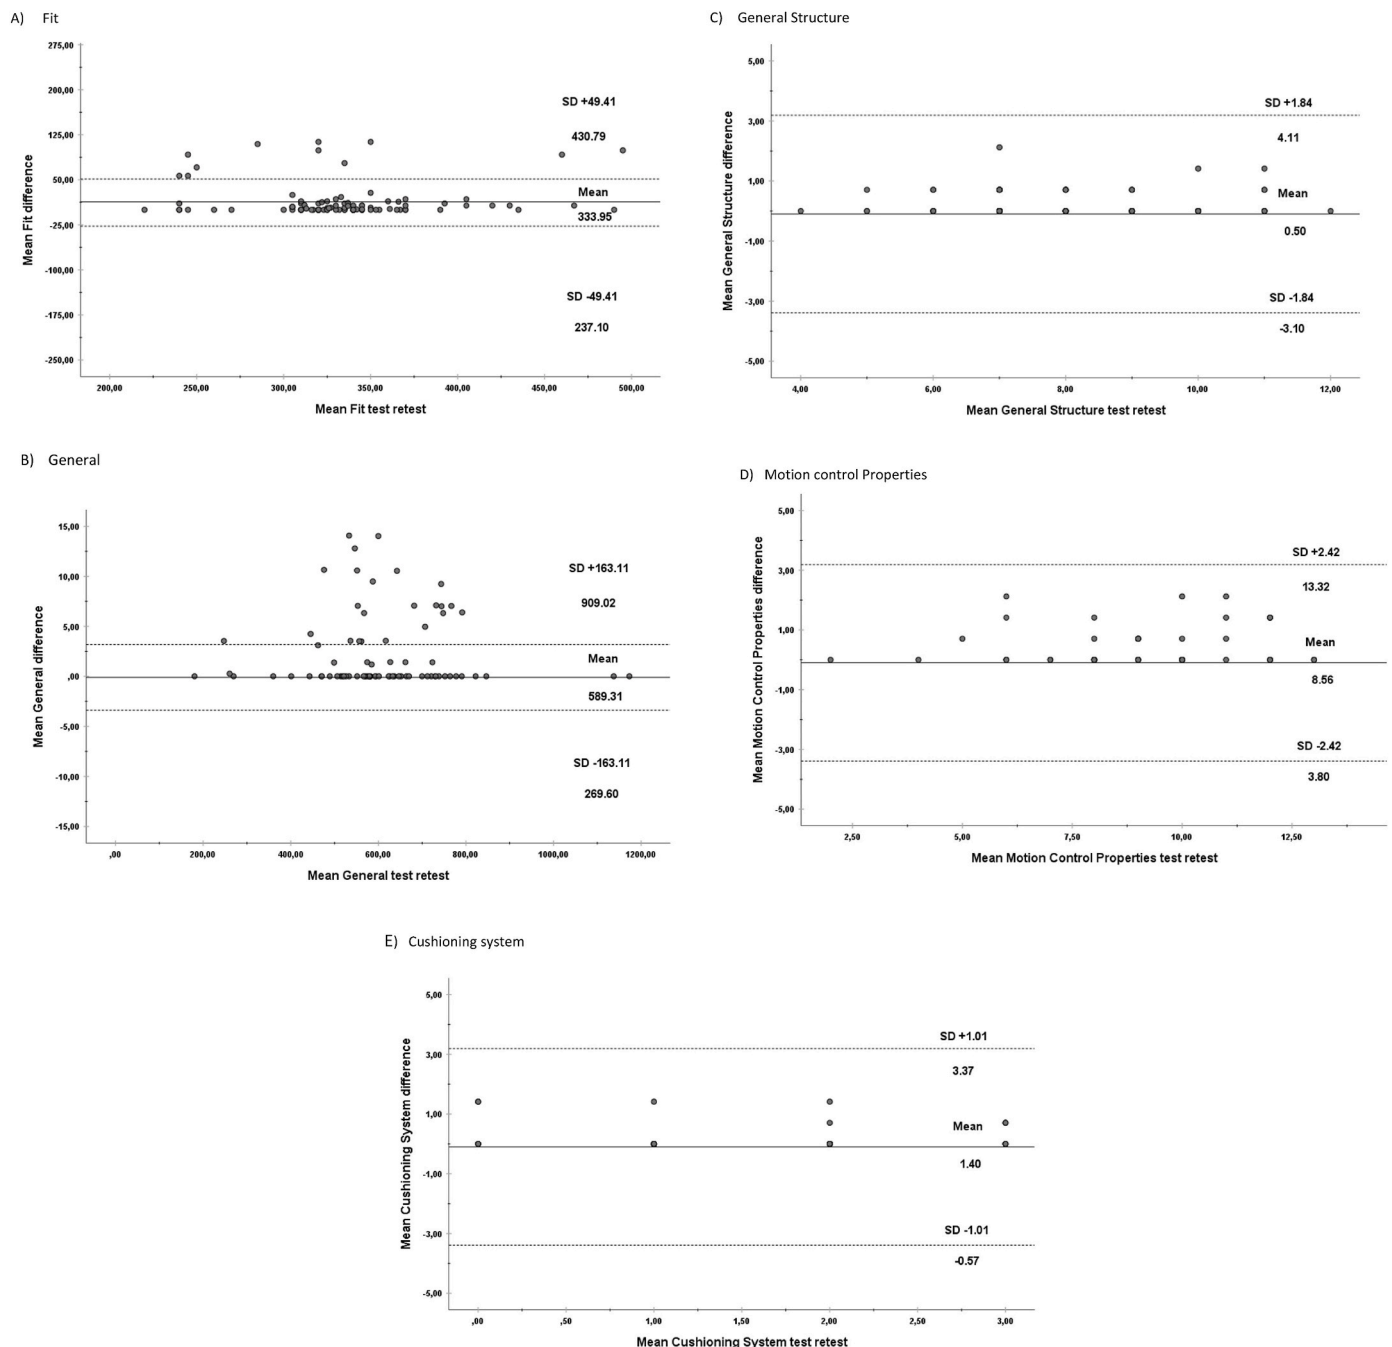 A) Fit
275,00
200,00
125,00
50,00
-25,00
-100,00
-175,00
-250,00
Mean Fit difference
SD +49.41
430.79
Mean
333.95
SD -49.41
237.10
200,00 250,00 300,00 350,00 400,00 450,00 500,00
Mean Fit test retest
C) General Structure
5,00
3,00
1,00
-1,00
-3,00
-5,00
Mean General Structure difference
SD +1.84
4.11
Mean
0.50
SD -1.84
-3.10
4,00 6,00 8,00 10,00 12,00
Mean General Structure test retest
B) General
15,00
10,00
5,00
,00
-5,00
-10,00
-15,00
Mean General difference
SD +163.11
909.02
Mean
589.31
SD -163.11
269.60
,00 200,00 400,00 600,00 800,00 1000,00 1200,00
Mean General test retest
D) Motion control Properties
5,00
3,00
1,00
-1,00
-3,00
-5,00
Mean Motion Control Properties difference
SD +2.42
13.32
Mean
8.56
SD -2.42
3.80
2,50 5,00 7,50 10,00 12,50
Mean Motion Control Properties test retest
E) Cushioning system
5,00
3,00
1,00
-1,00
-3,00
-5,00
Mean Cushioning System difference
SD +1.01
3.37
Mean
1.40
SD -1.01
-0.57
,00 ,50 1,00 1,50 2,00 2,50 3,00
Mean Cushioning System test retest